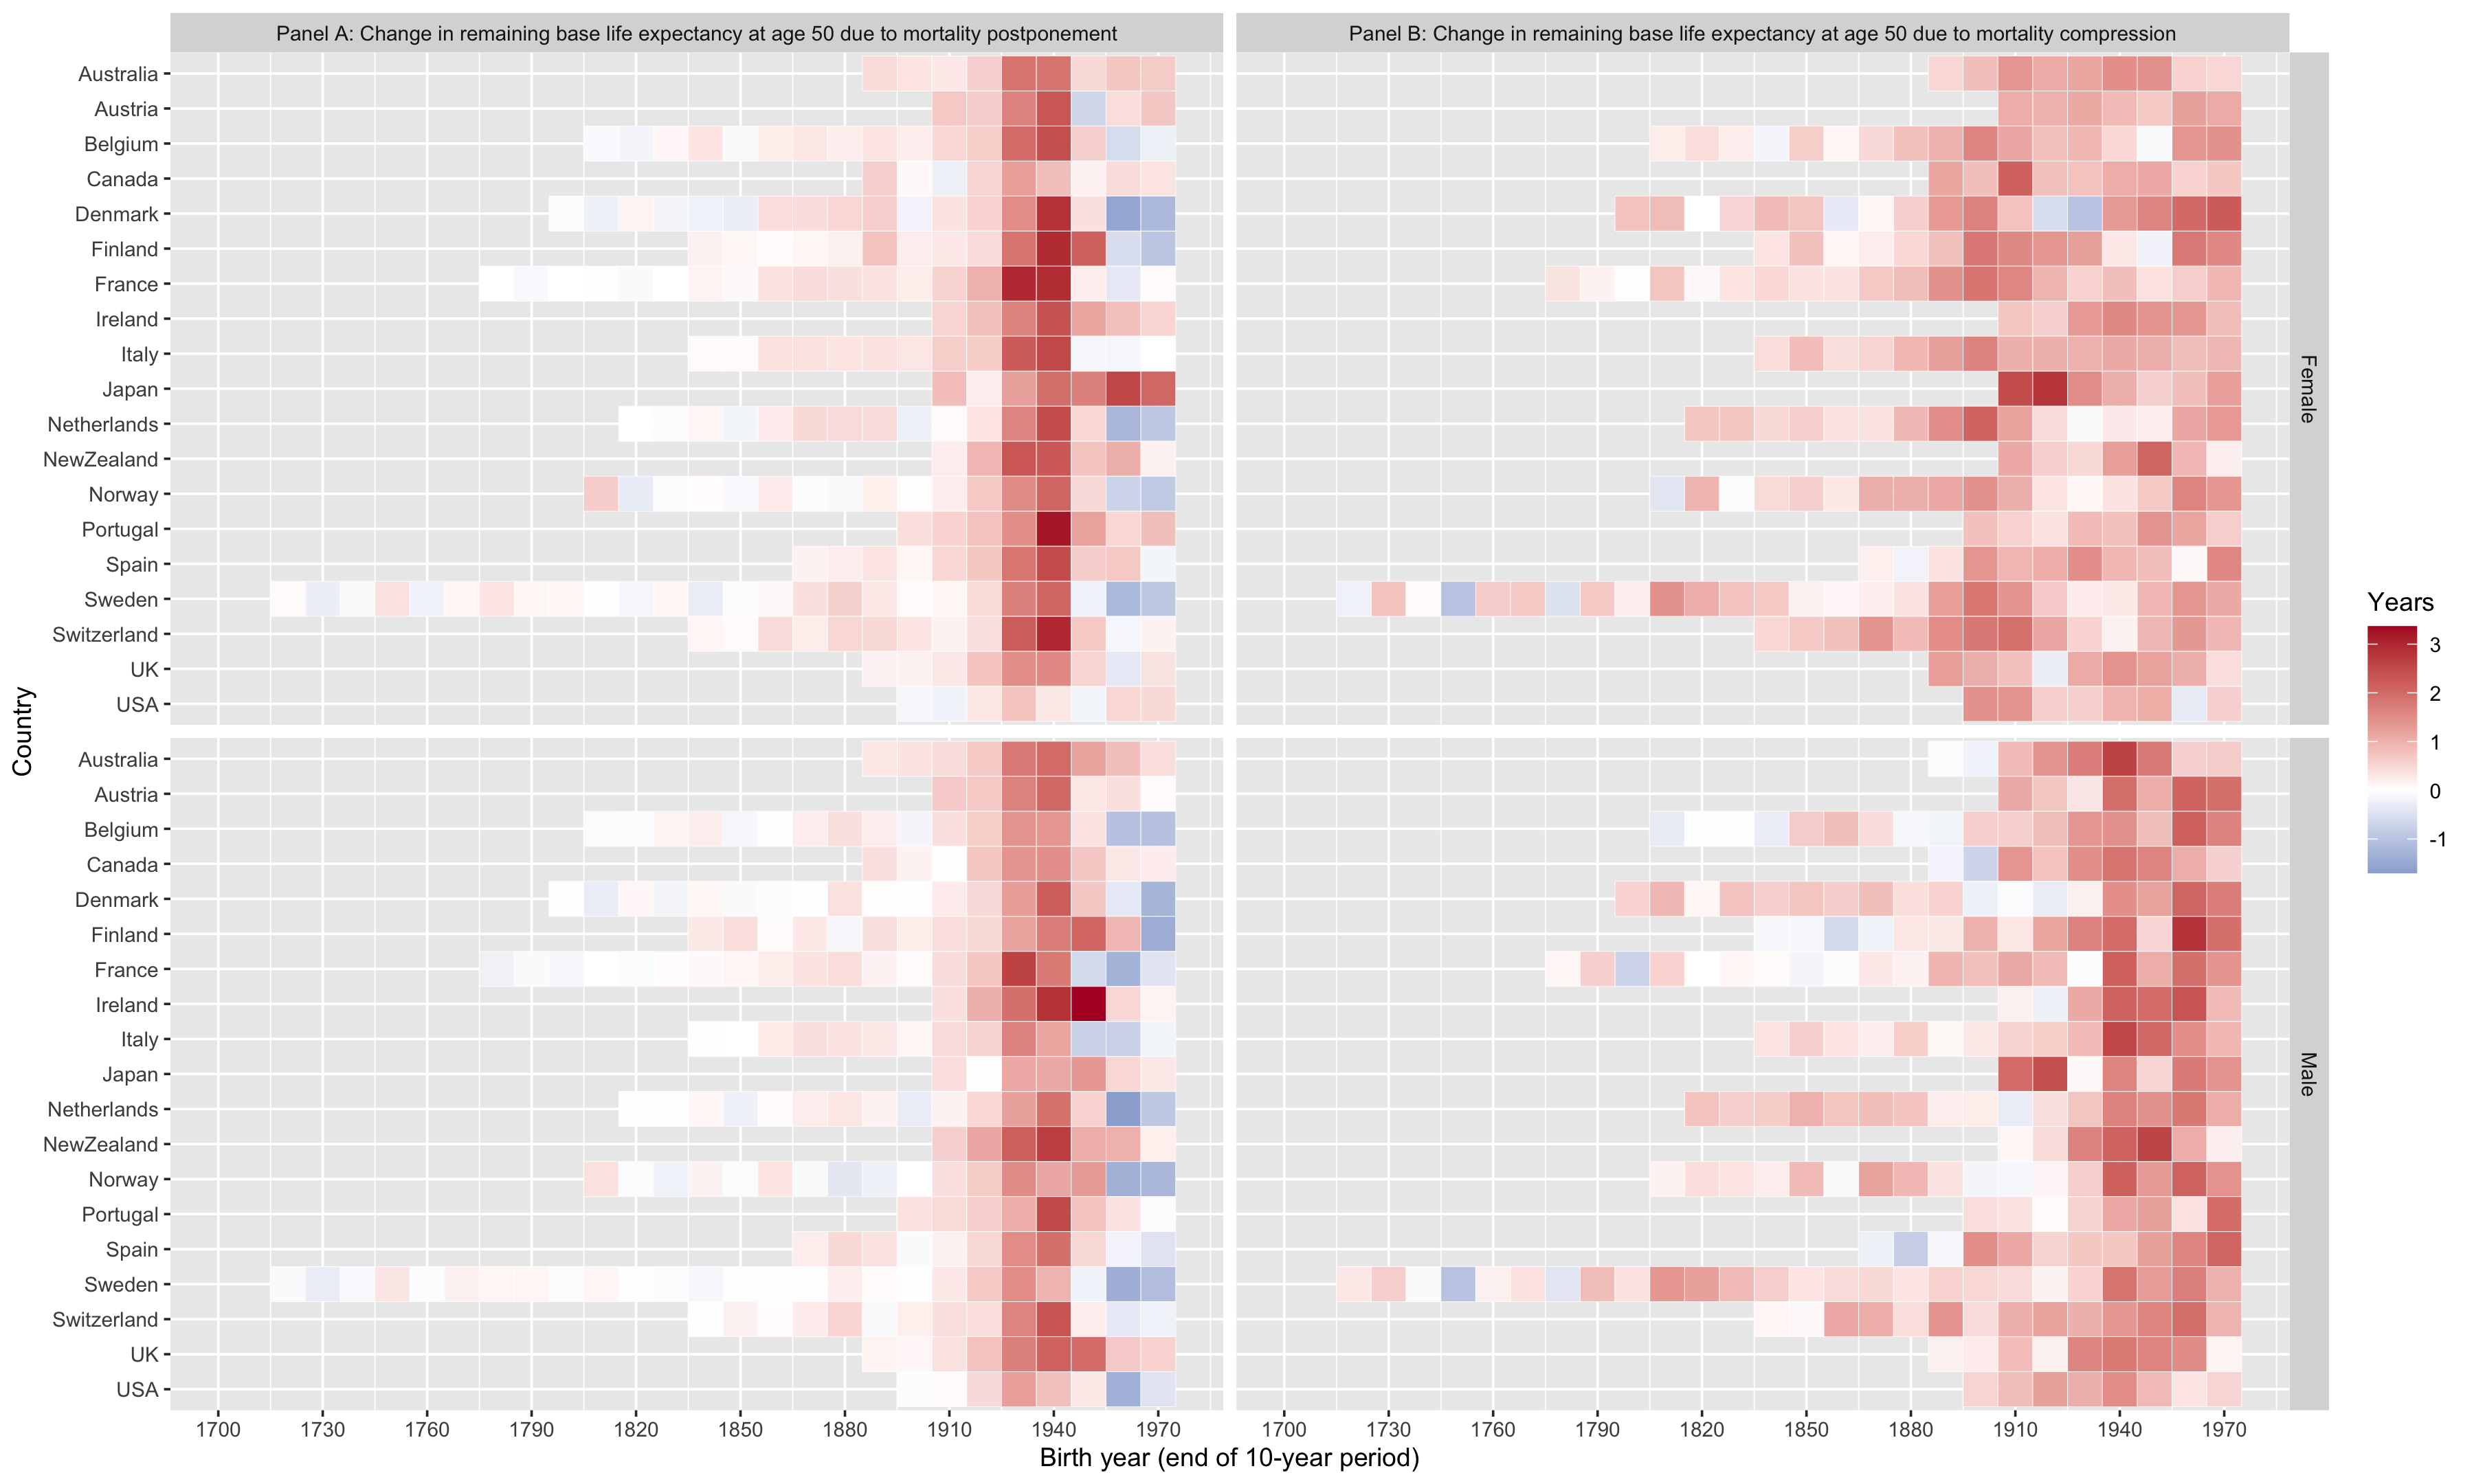 Panel A: Change in remaining base life expectancy at age 50 due to mortality postponement
Panel B: Change in remaining base life expectancy at age 50 due to mortality compression
Country
Australia
Austria
Belgium
Canada
Denmark
Finland
France
Ireland
Italy
Japan
Netherlands
NewZealand
Norway
Portugal
Spain
Sweden
Switzerland
UK
USA
Female
Australia
Austria
Belgium
Canada
Denmark
Finland
France
Ireland
Italy
Japan
Netherlands
NewZealand
Norway
Portugal
Spain
Sweden
Switzerland
UK
USA
Male
1700 1730 1760 1790 1820 1850 1880 1910 1940 1970
1700 1730 1760 1790 1820 1850 1880 1910 1940 1970
Birth year (end of 10-year period)
Years
3
2
1
0
-1